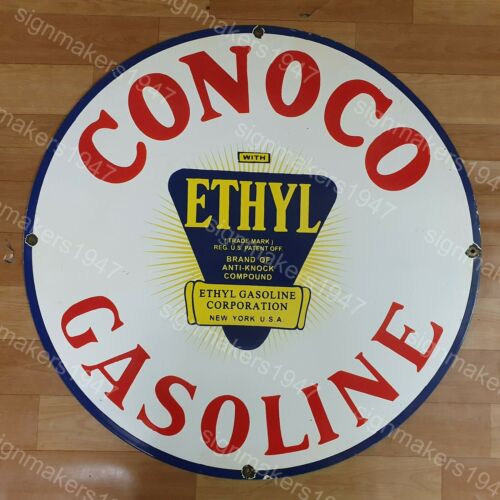 CONOCO
WITH
ETHYL
(TRADE MARK)
REG. U.S. PATENT OFF.
BRAND OF
ANTI-KNOCK
COMPOUND
ETHYL GASOLINE
CORPORATION
NEW YORK U.S.A.
GASOLINE
signmakers1947